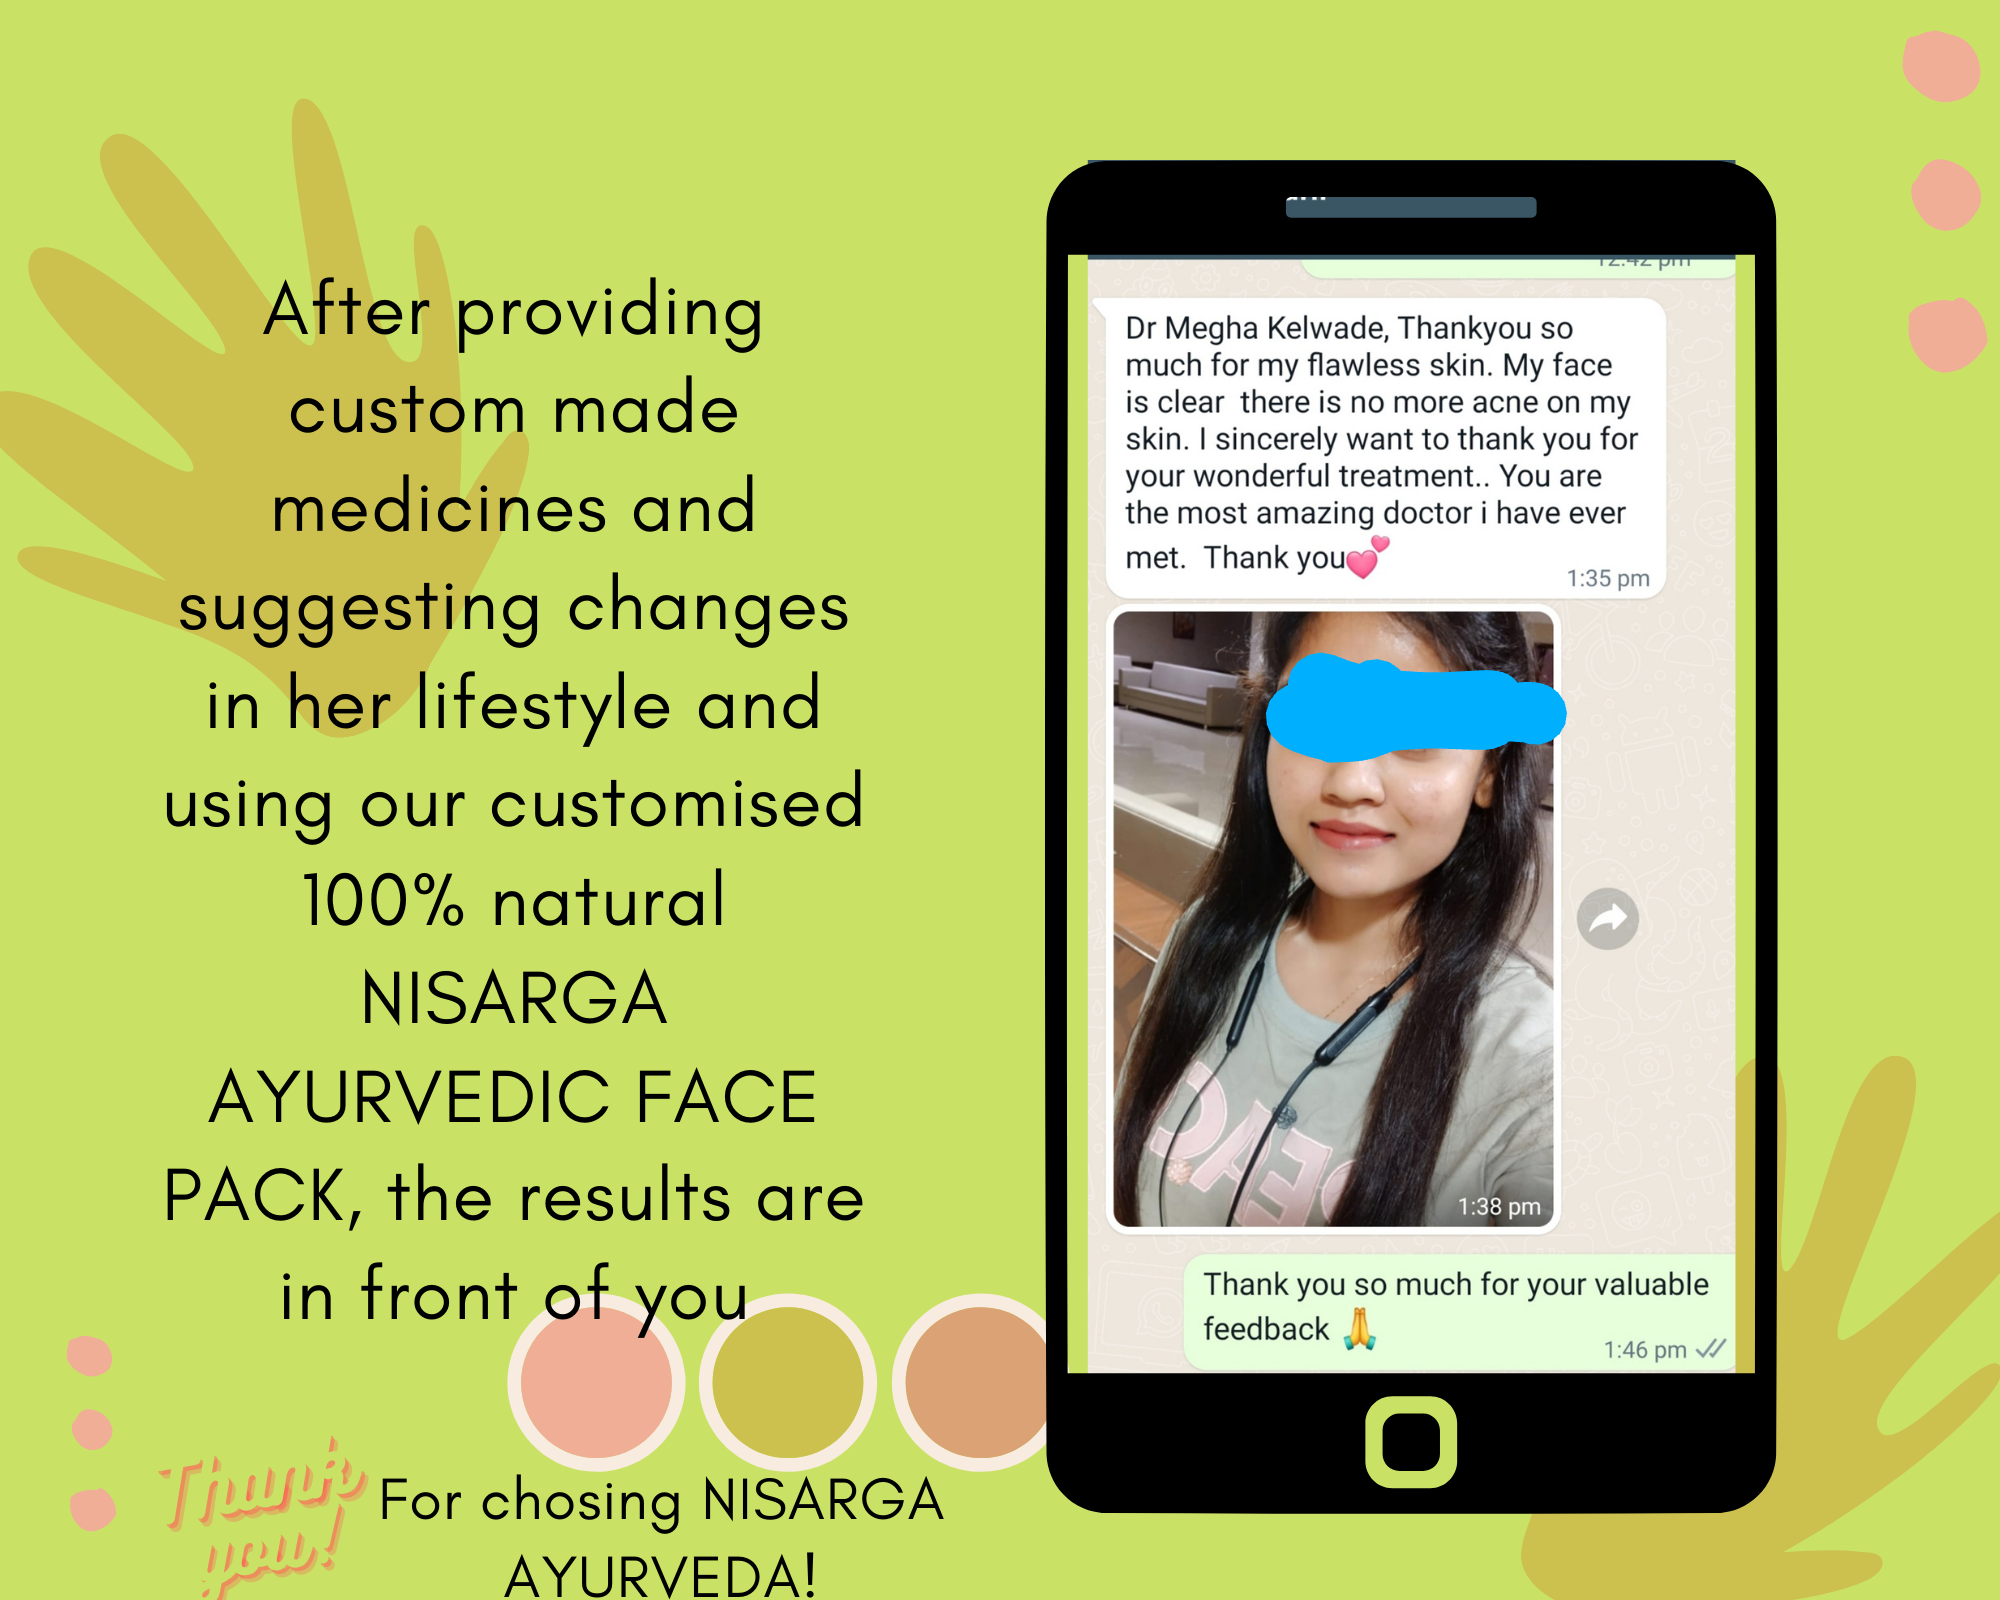 After providing
custom made
medicines and
suggesting changes
in her lifestyle and
using our customised
100% natural
NISARGA
AYURVEDIC FACE
PACK, the results are
in front of you
Thank
you!
For chosing NISARGA
AYURVEDA!
12:42 pm
Dr Megha Kelwade, Thankyou so
much for my flawless skin. My face
is clear  there is no more acne on my
skin. I sincerely want to thank you for
your wonderful treatment.. You are
the most amazing doctor i have ever
met.  Thank you💕
1:35 pm
1:38 pm
Thank you so much for your valuable
feedback 🙏
1:46 pm